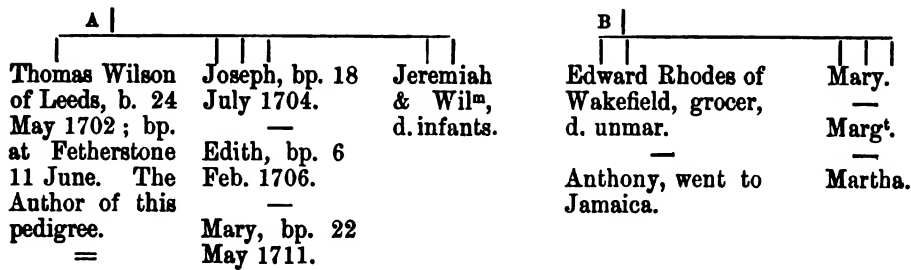 A
Thomas Wilson
of Leeds, b. 24
May 1702 ; bp.
at Fetherstone
11 June. The
Author of this
pedigree.
=
Joseph, bp. 18
July 1704.
—
Edith, bp. 6
Feb. 1706.
—
Mary, bp. 22
May 1711.
Jeremiah
& Wilᵐ,
d. infants.
B
Edward Rhodes of
Wakefield, grocer,
d. unmar.
—
Anthony, went to
Jamaica.
Mary.
—
Margᵗ.
—
Martha.